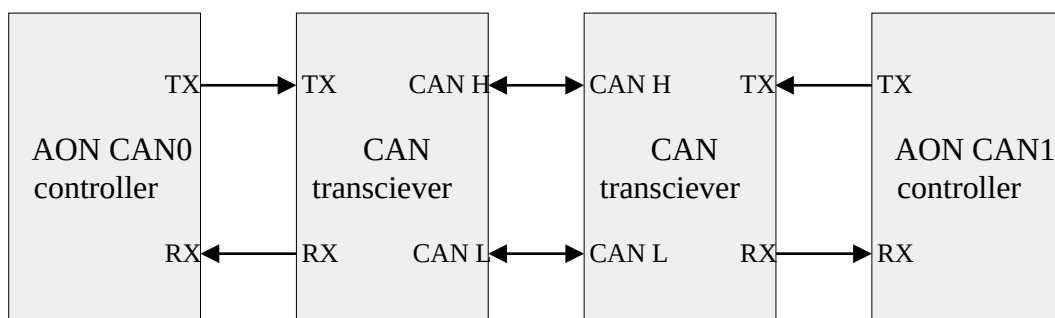 TX TX CAN H CAN H TX TX
AON CAN0 CAN CAN AON CAN1
controller transciever transciever controller
RX RX CAN L CAN L RX RX